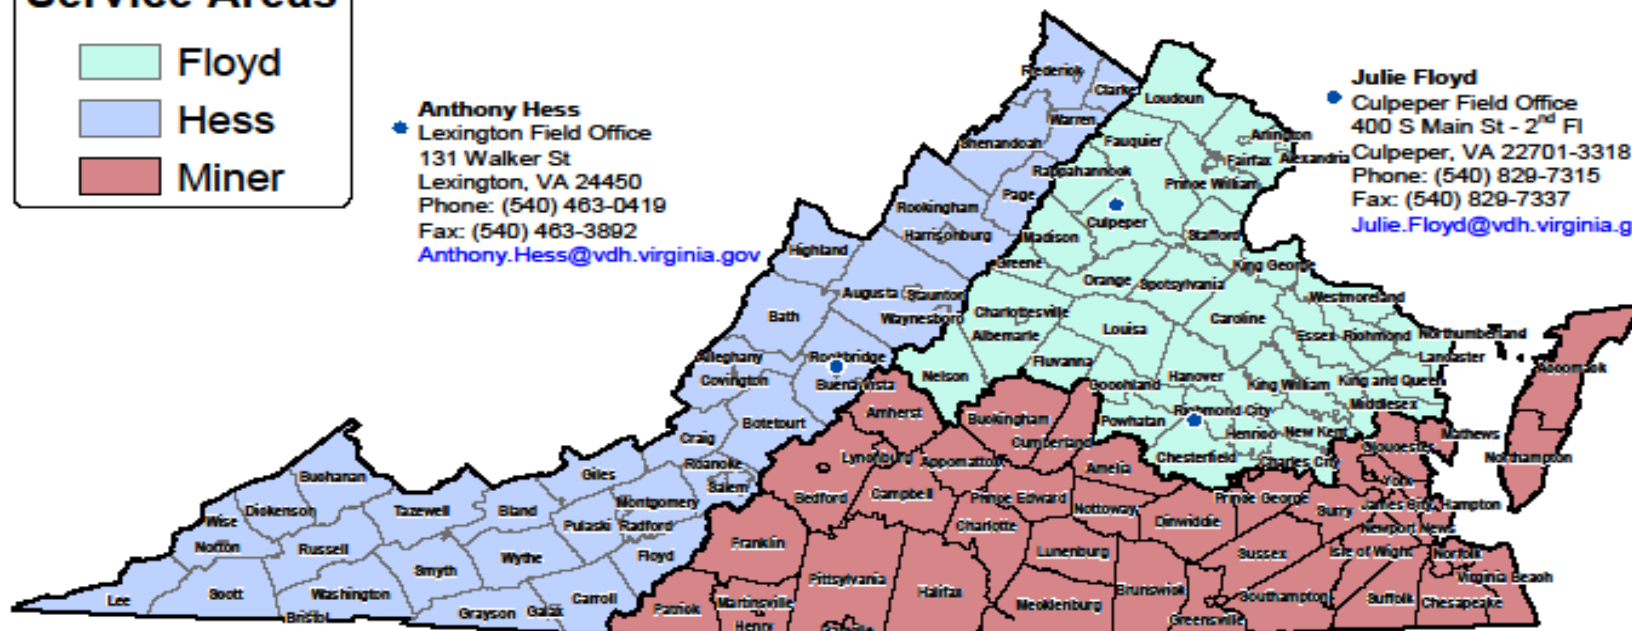 Service Areas
Floyd
Hess
Miner
Anthony Hess
Lexington Field Office
131 Walker St
Lexington, VA 24450
Phone: (540) 463-0419
Fax: (540) 463-3892
Anthony.Hess@vdh.virginia.gov
Julie Floyd
Culpeper Field Office
400 S Main St - 2nd Fl
Culpeper, VA 22701-3318
Phone: (540) 829-7315
Fax: (540) 829-7337
Julie.Floyd@vdh.virginia.g
Frederick
Clarke
Loudoun
Warren
Shenandoah
Fauquier
Arlington
Fairfax
Alexandria
Rappahannock
Prince William
Page
Rookingham
Harrisonburg
Culpeper
Madison
Stafford
Highland
Greene
King George
Orange
Spotsylvania
Augusta
Staunton
Westmoreland
Bath
Waynesboro
Charlottesville
Albemarle
Louisa
Caroline
Essex
Richmond
Northumberland
Alleghany
Rockbridge
Lancaster
Accomack
Covington
Buena Vista
Nelson
Fluvanna
Goochland
Hanover
King William
King and Queen
Middlesex
Amherst
Buckingham
Powhatan
Richmond City
Botetourt
Craig
Cumberland
Henrico
New Kent
Gloucester
Mathews
Roanoke
Lynchburg
Appomattox
Amelia
Chesterfield
Charles City
Northampton
Buchanan
Giles
Salem
Montgomery
Bedford
Campbell
Prince Edward
Prince George
York
James City
Hampton
Dickenson
Wise
Tazewell
Bland
Pulaski
Radford
Charlotte
Nottoway
Dinwiddie
Surry
Newport News
Norton
Russell
Wythe
Floyd
Franklin
Lunenburg
Sussex
Isle of Wight
Norfolk
Smyth
Pittsylvania
Halifax
Brunswick
Virginia Beach
Lee
Scott
Washington
Carroll
Patrick
Martinsville
Mecklenburg
Southampton
Suffolk
Chesapeake
Bristol
Grayson
Galax
Henry
Greensville